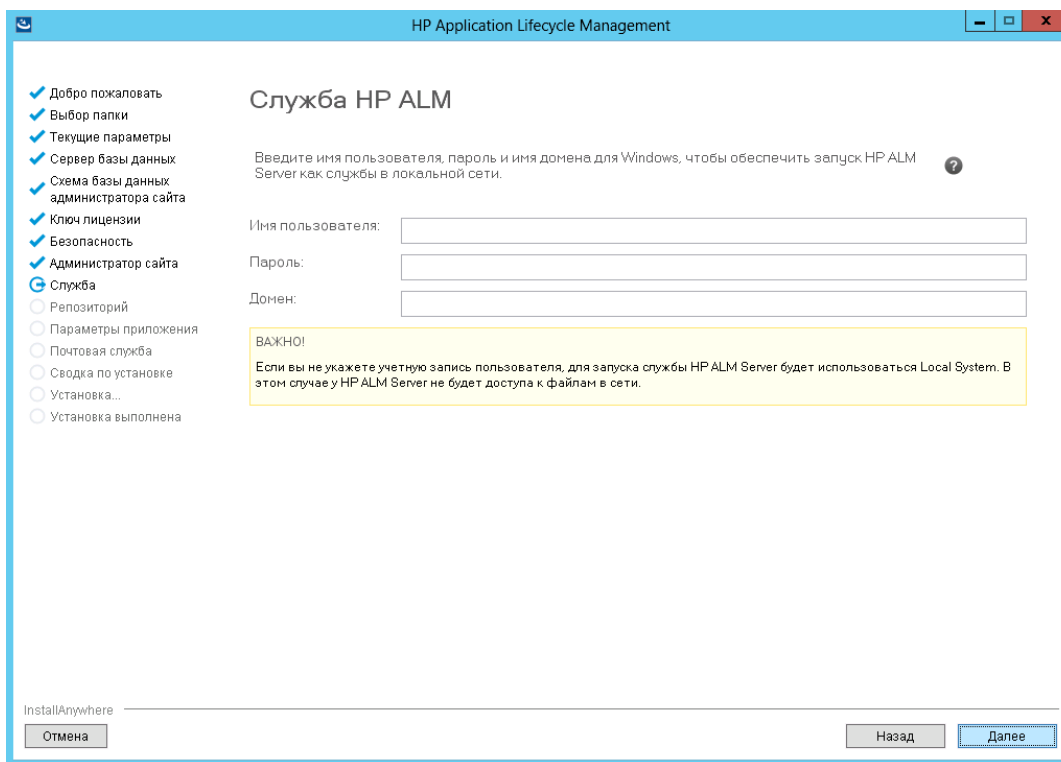 HP Application Lifecycle Management
Добро пожаловать
Выбор папки
Текущие параметры
Сервер базы данных
Схема базы данных
администратора сайта
Ключ лицензии
Безопасность
Администратор сайта
Служба
Репозиторий
Параметры приложения
Почтовая служба
Сводка по установке
Установка...
Установка выполнена
Служба HP ALM
Введите имя пользователя, пароль и имя домена для Windows, чтобы обеспечить запуск HP ALM
Server как службы в локальной сети.
?
Имя пользователя:
Пароль:
Домен:
ВАЖНО!
Если вы не укажете учетную запись пользователя, для запуска службы HP ALM Server будет использоваться Local System. В
этом случае у HP ALM Server не будет доступа к файлам в сети.
InstallAnywhere
Отмена
Назад
Далее